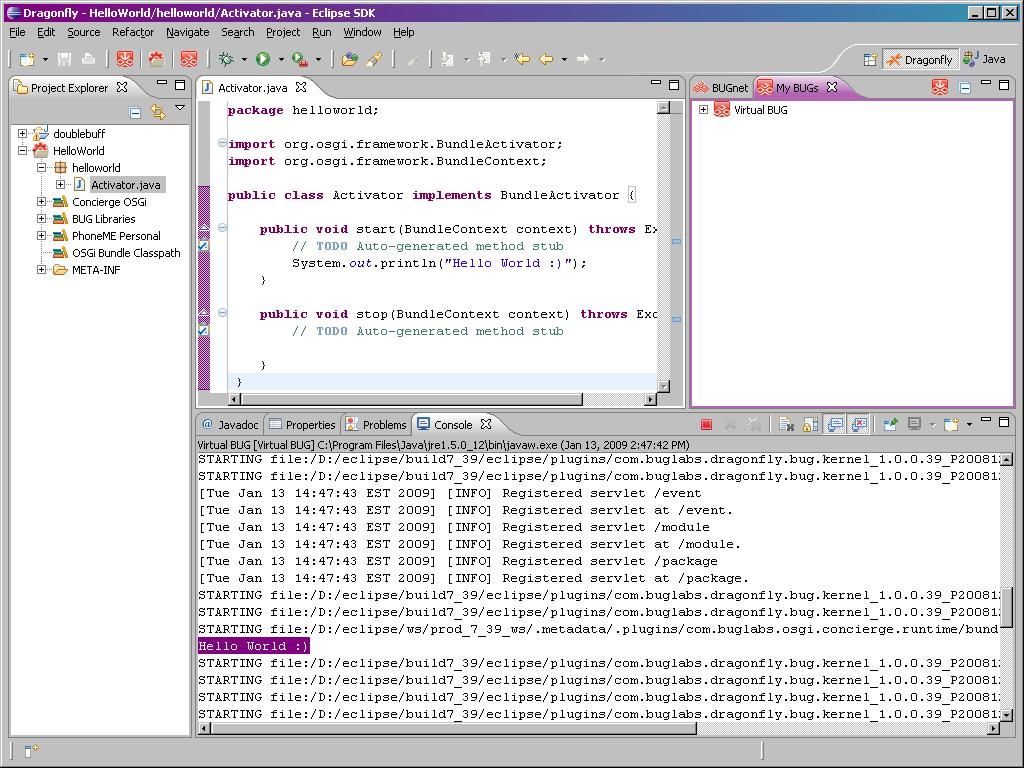 Dragonfly - HelloWorld/helloworld/Activator.java - Eclipse SDK
File Edit Source Refactor Navigate Search Project Run Window Help
Dragonfly Java
Project Explorer
doublebuff
HelloWorld
helloworld
Activator.java
Concierge OSGi
BUG Libraries
PhoneME Personal
OSGi Bundle Classpath
META-INF
Activator.java
package helloworld;
import org.osgi.framework.BundleActivator;
import org.osgi.framework.BundleContext;
public class Activator implements BundleActivator {
public void start(BundleContext context) throws Ex
// TODO Auto-generated method stub
System.out.println("Hello World :)");
}
public void stop(BundleContext context) throws Exc
// TODO Auto-generated method stub
}
}
BUGnet My BUGs
Virtual BUG
Javadoc Properties Problems Console
Virtual BUG [Virtual BUG] C:\Program Files\Java\jre1.5.0_12\bin\javaw.exe (Jan 13, 2009 2:47:42 PM)
STARTING file:/D:/eclipse/build7_39/eclipse/plugins/com.buglabs.dragonfly.bug.kernel_1.0.0.39_P20081
STARTING file:/D:/eclipse/build7_39/eclipse/plugins/com.buglabs.dragonfly.bug.kernel_1.0.0.39_P20081
[Tue Jan 13 14:47:43 EST 2009] [INFO] Registered servlet /event
[Tue Jan 13 14:47:43 EST 2009] [INFO] Registered servlet at /event.
[Tue Jan 13 14:47:43 EST 2009] [INFO] Registered servlet /module
[Tue Jan 13 14:47:43 EST 2009] [INFO] Registered servlet at /module.
[Tue Jan 13 14:47:43 EST 2009] [INFO] Registered servlet /package
[Tue Jan 13 14:47:43 EST 2009] [INFO] Registered servlet at /package.
STARTING file:/D:/eclipse/build7_39/eclipse/plugins/com.buglabs.dragonfly.bug.kernel_1.0.0.39_P20081
STARTING file:/D:/eclipse/build7_39/eclipse/plugins/com.buglabs.dragonfly.bug.kernel_1.0.0.39_P20081
STARTING file:/D:/eclipse/ws/prod_7_39_ws/.metadata/.plugins/com.buglabs.osgi.concierge.runtime/bund
Hello World :)
STARTING file:/D:/eclipse/build7_39/eclipse/plugins/com.buglabs.dragonfly.bug.kernel_1.0.0.39_P20081
STARTING file:/D:/eclipse/build7_39/eclipse/plugins/com.buglabs.dragonfly.bug.kernel_1.0.0.39_P20081
STARTING file:/D:/eclipse/build7_39/eclipse/plugins/com.buglabs.dragonfly.bug.kernel_1.0.0.39_P20081
STARTING file:/D:/eclipse/build7_39/eclipse/plugins/com.buglabs.dragonfly.bug.kernel_1.0.0.39_P20081